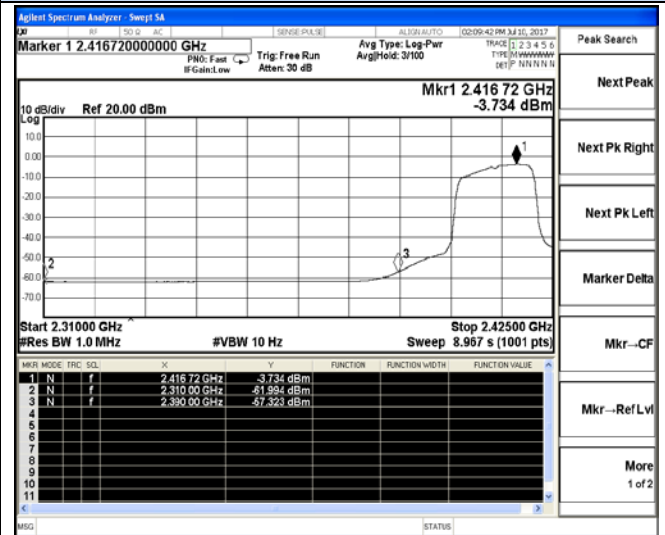 Agilent Spectrum Analyzer - Swept SA
RF 50 Ω AC SENSE:PULSE ALIGN AUTO 02:09:42 PM Jul 10, 2017
Marker 1 2.416720000000 GHz
PNO: Fast
IFGain:Low
Trig: Free Run
Atten: 30 dB
Avg Type: Log-Pwr
Avg|Hold: 3/100
TRACE 1 2 3 4 5 6
TYPE M
DET P N N N N N
Mkr1 2.416 72 GHz
-3.734 dBm
10 dB/div Ref 20.00 dBm
Log
10.0
0.00
-10.0
-20.0
-30.0
-40.0
-50.0
-60.0
-70.0
1
2
3
Start 2.31000 GHz Stop 2.42500 GHz
#Res BW 1.0 MHz #VBW 10 Hz Sweep 8.967 s (1001 pts)
MKR MODE TRC SCL X Y FUNCTION FUNCTION WIDTH FUNCTION VALUE
1 N f 2.416 72 GHz -3.734 dBm
2 N f 2.310 00 GHz -61.994 dBm
3 N f 2.390 00 GHz -57.323 dBm
4
5
6
7
8
9
10
11
MSG STATUS
Peak Search
Next Peak
Next Pk Right
Next Pk Left
Marker Delta
Mkr→CF
Mkr→Ref Lvl
More
1 of 2